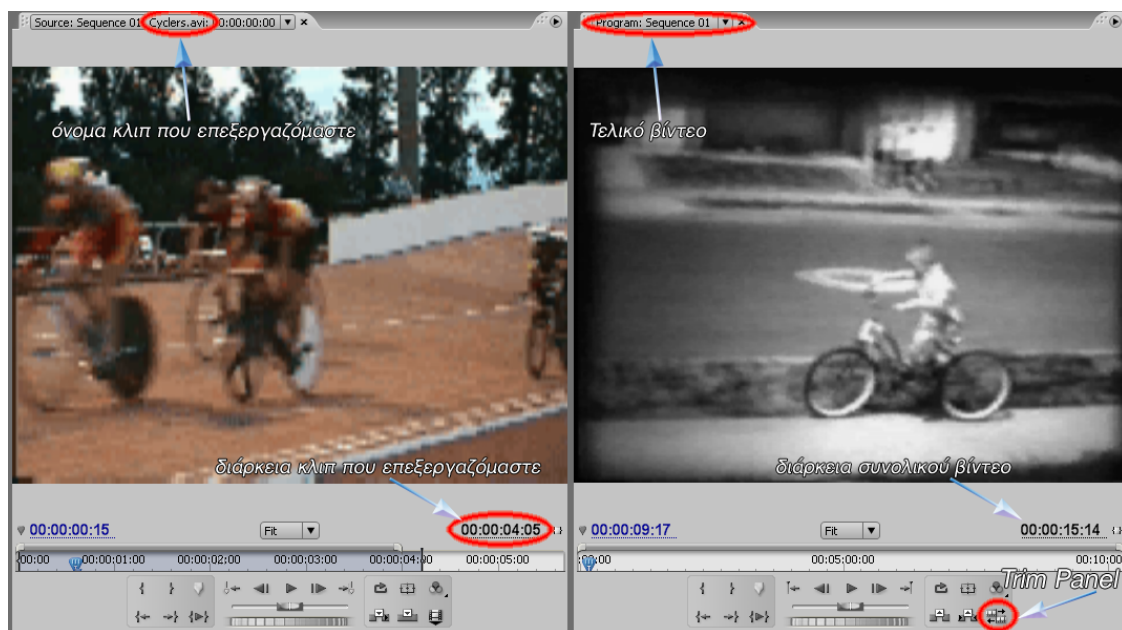 Source: Sequence 01: Cyclers.avi: 00:00:00:00
Program: Sequence 01
όνομα κλιπ που επεξεργαζόμαστε
Τελικό βίντεο
διάρκεια κλιπ που επεξεργαζόμαστε
διάρκεια συνολικού βίντεο
00:00:00:15
Fit
00:00:04:05
00:00:09:17
Fit
00:00:15:14
00:00 00:00:01:00 00:00:02:00 00:00:03:00 00:00:04:00 00:00:05:00
00:00 00:05:00:00 00:10:00
Trim Panel